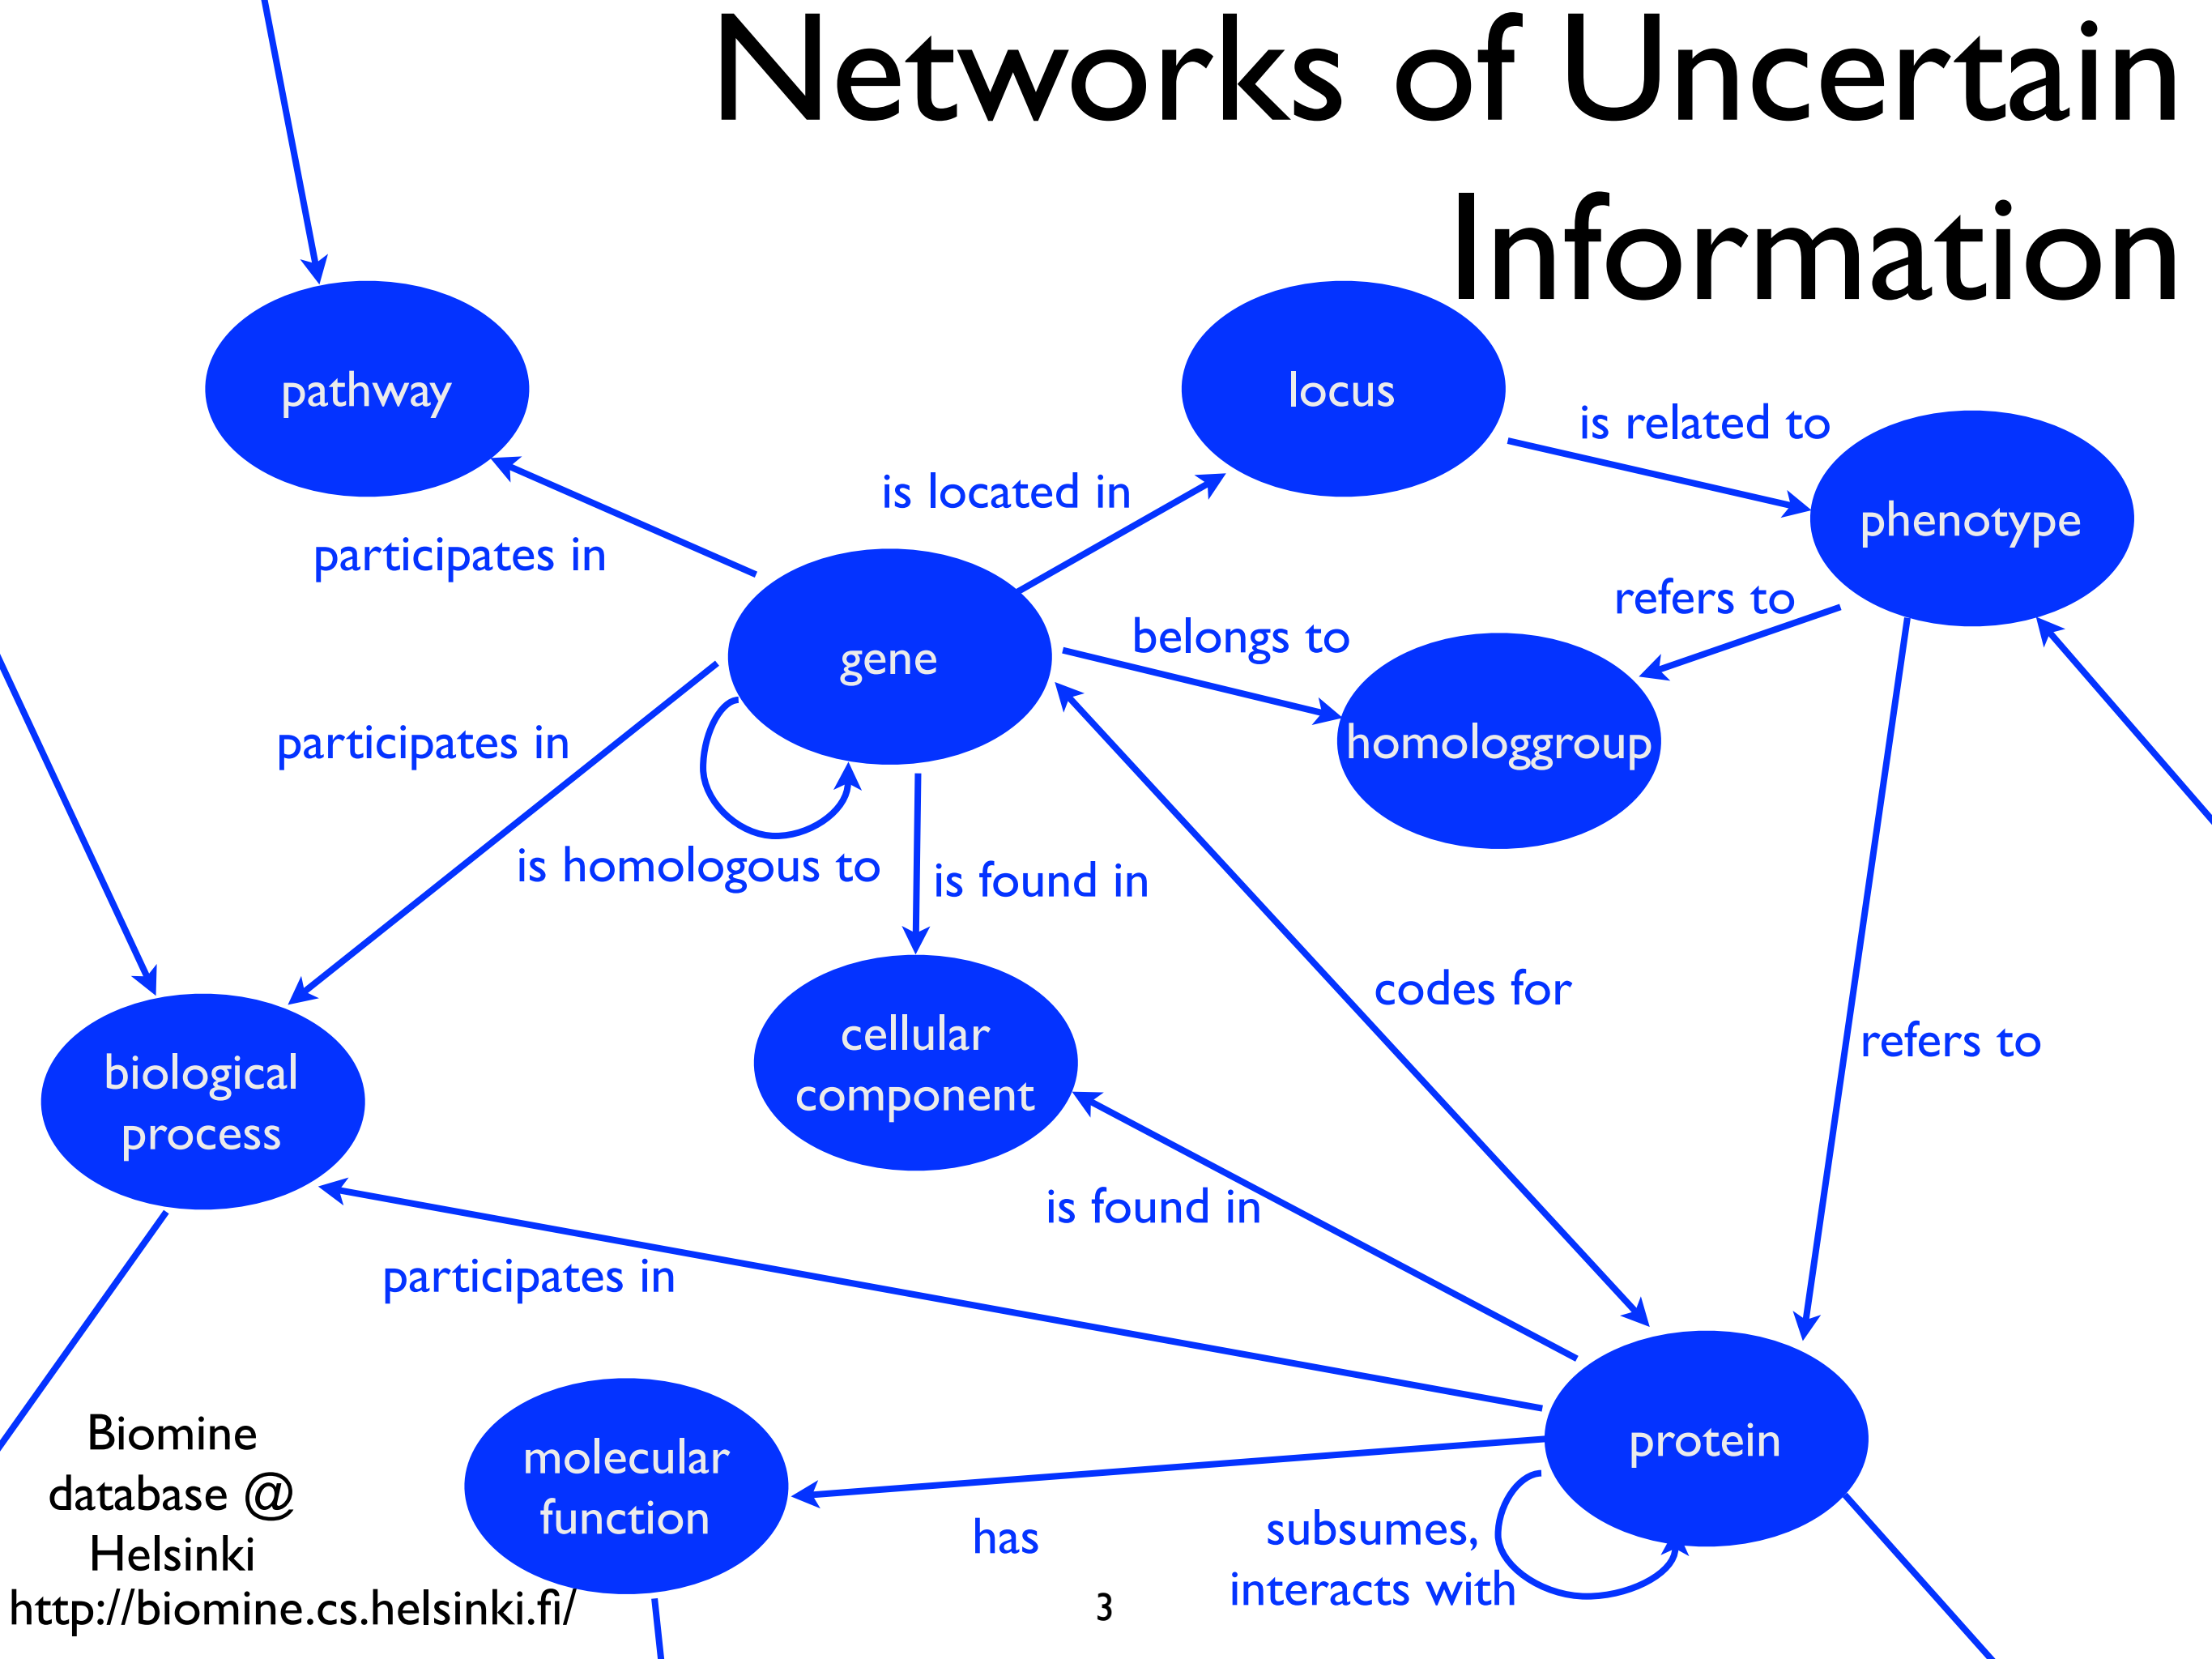 Networks of Uncertain
Information
pathway
locus
is related to
phenotype
is located in
participates in
refers to
belongs to
gene
homologgroup
participates in
is homologous to
is found in
codes for
refers to
cellular
component
biological
process
is found in
participates in
Biomine
database @
Helsinki
http://biomine.cs.helsinki.fi/
molecular
function
protein
has
subsumes,
interacts with
3